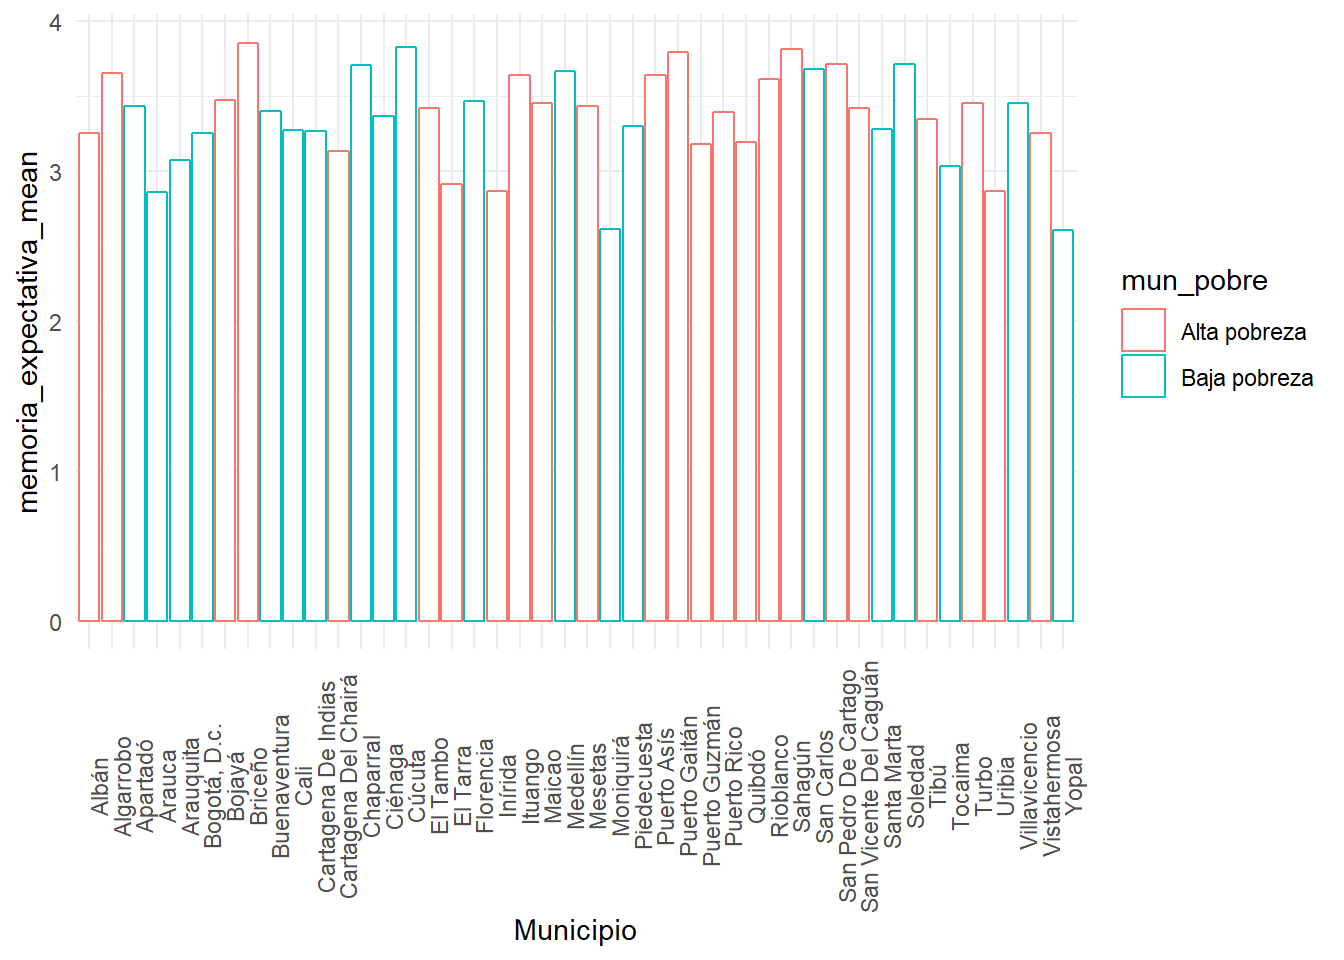 memoria_expectativa_mean
4
3
2
1
0
Albán
Algarrobo
Apartadó
Arauca
Arauquita
Bogotá, D.c.
Bojayá
Briceño
Buenaventura
Cali
Cartagena De Indias
Cartagena Del Chairá
Chaparral
Ciénaga
Cúcuta
El Tambo
El Tarra
Florencia
Inírida
Ituango
Maicao
Medellín
Mesetas
Moniquirá
Piedecuesta
Puerto Asís
Puerto Gaitán
Puerto Guzmán
Puerto Rico
Quibdó
Rioblanco
Sahagún
San Carlos
San Pedro De Cartago
San Vicente Del Caguán
Santa Marta
Soledad
Tibú
Tocaima
Turbo
Uribia
Villavicencio
Vistahermosa
Yopal
Municipio
mun_pobre
Alta pobreza
Baja pobreza